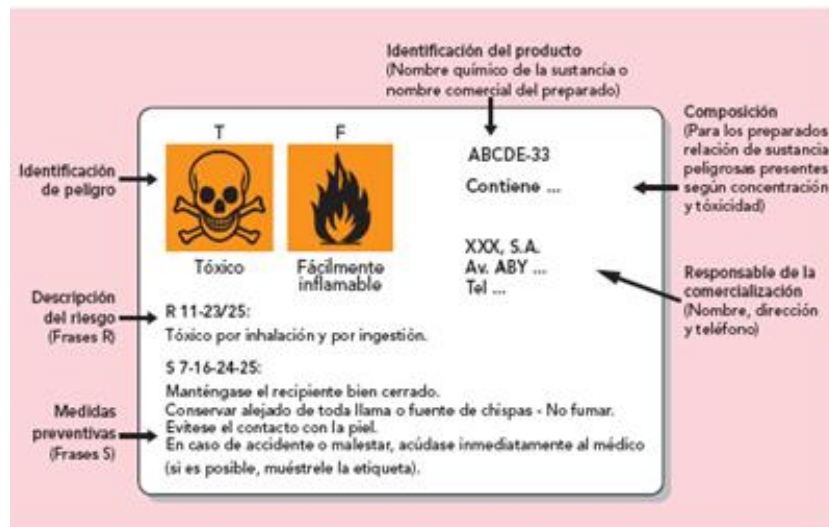 Identificación del producto
(Nombre químico de la sustancia o
nombre comercial del preparado)
Composición
(Para los preparados
relación de sustancia
peligrosas presentes
según concentración
y tóxicidad)
Identificación
de peligro
T
F
Tóxico
Fácilmente
inflamable
ABCDE-33
Contiene ...
XXX, S.A.
Av. ABY ...
Tel ...
Responsable de la
comercialización
(Nombre, dirección
y teléfono)
Descripción
del riesgo
(Frases R)
R 11-23/25:
Tóxico por inhalación y por ingestión.
S 7-16-24-25:
Manténgase el recipiente bien cerrado.
Conservar alejado de toda llama o fuente de chispas - No fumar.
Evítese el contacto con la piel.
En caso de accidente o malestar, acúdase inmediatamente al médico
(si es posible, muéstrele la etiqueta).
Medidas
preventivas
(Frases S)